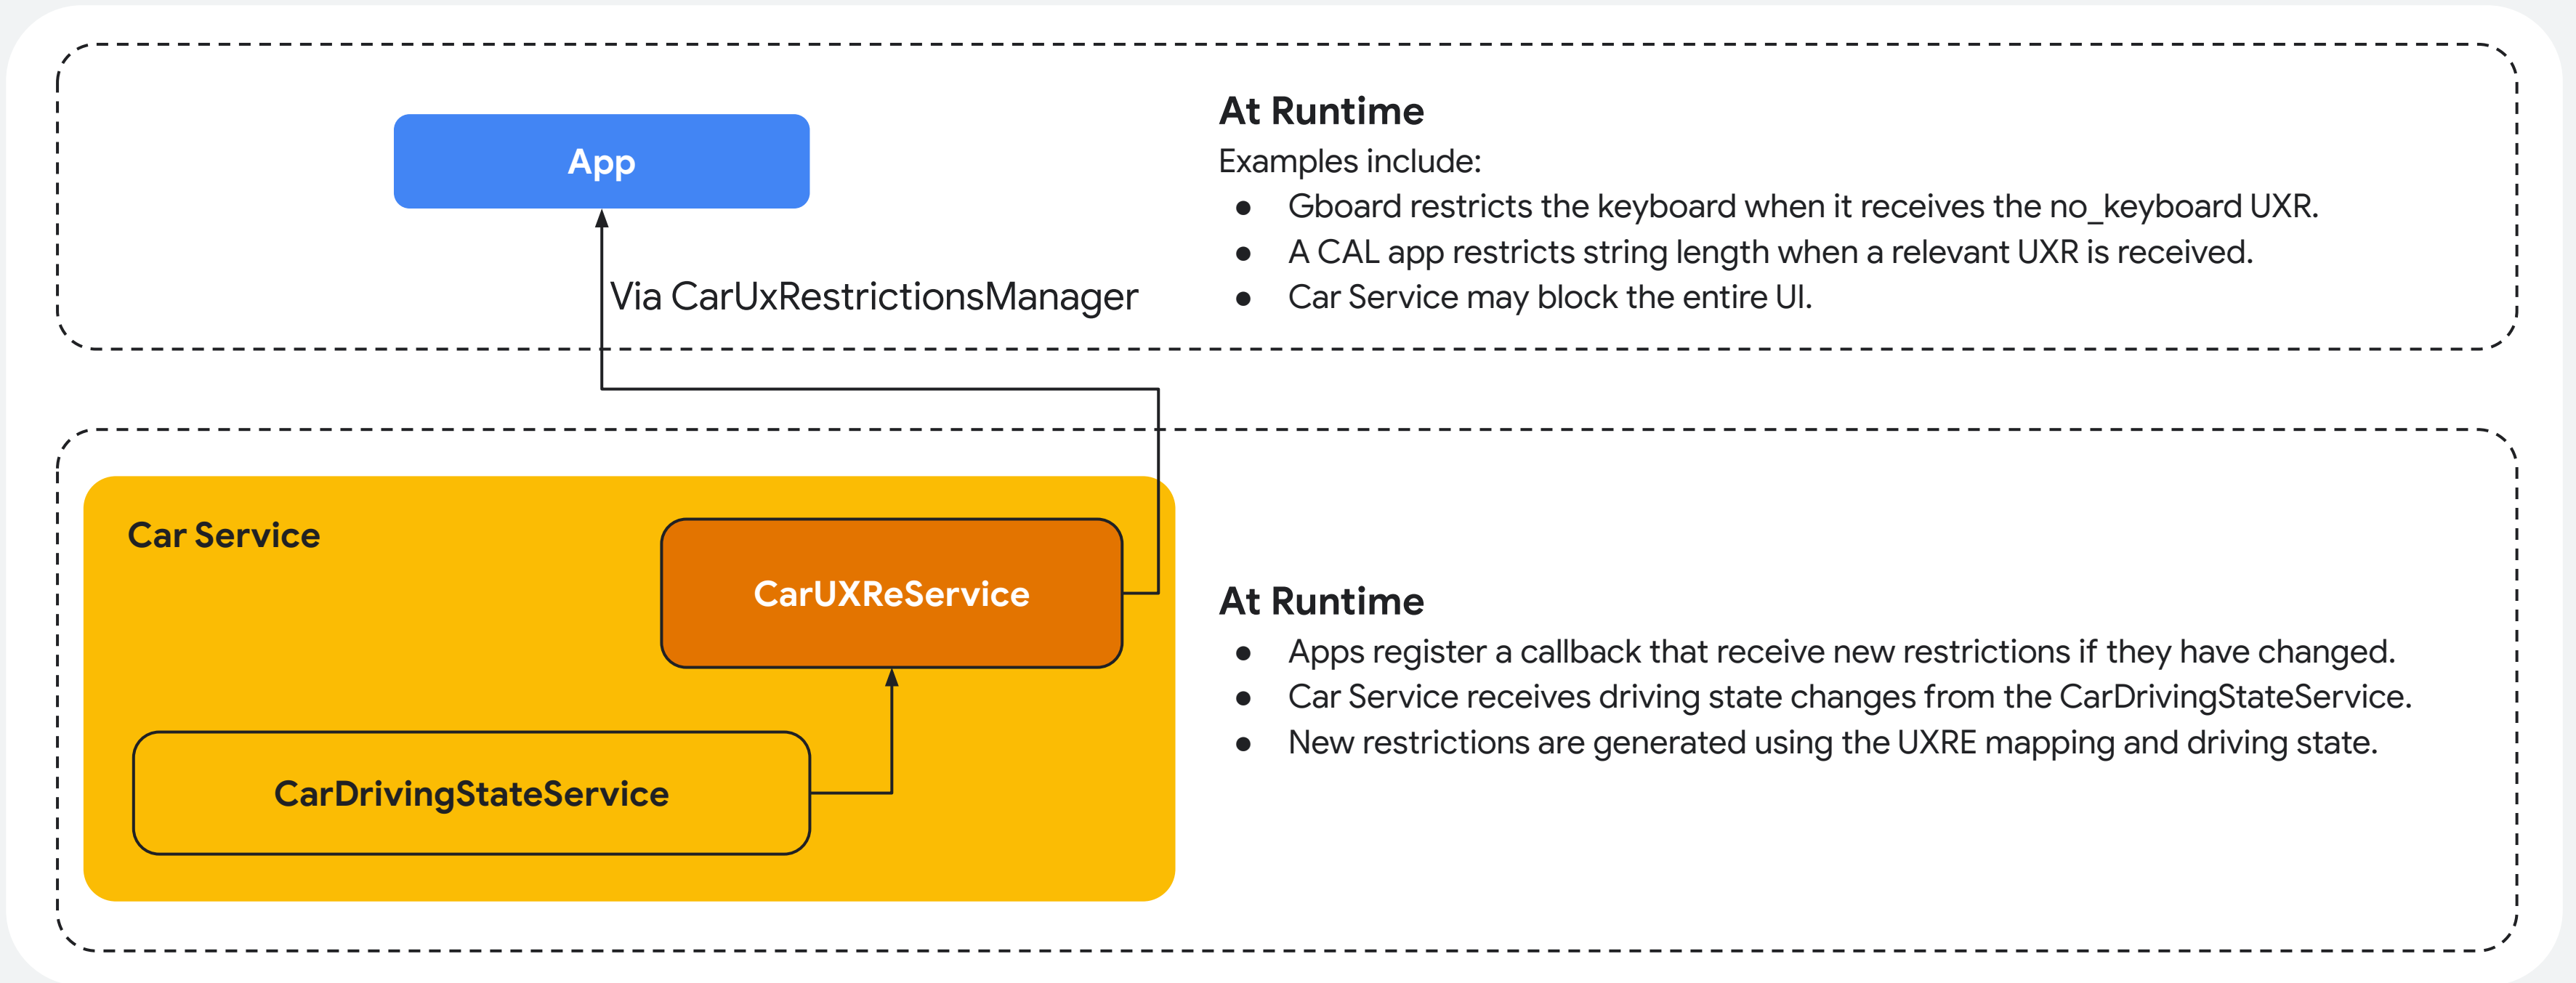 App
Via CarUxRestrictionsManager
At Runtime
Examples include:
● Gboard restricts the keyboard when it receives the no_keyboard UXR.
● A CAL app restricts string length when a relevant UXR is received.
● Car Service may block the entire UI.
Car Service
CarUXReService
CarDrivingStateService
At Runtime
● Apps register a callback that receive new restrictions if they have changed.
● Car Service receives driving state changes from the CarDrivingStateService.
● New restrictions are generated using the UXRE mapping and driving state.